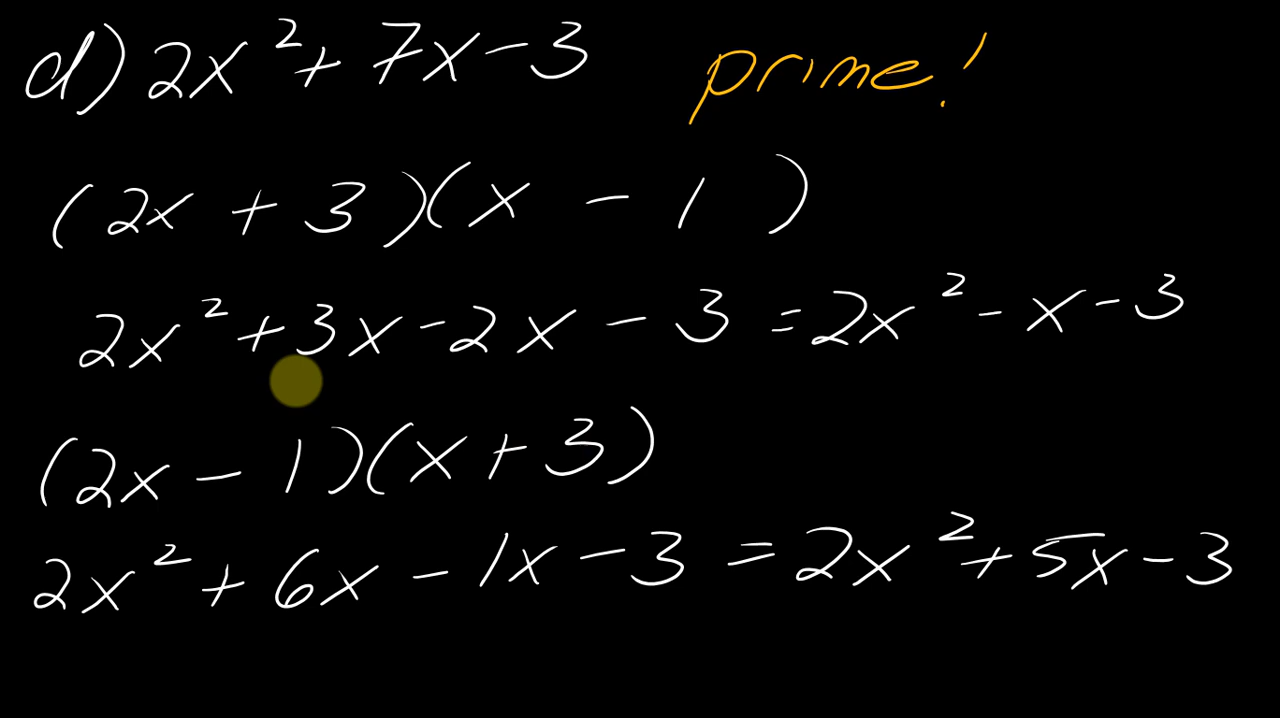 d) 2x² + 7x - 3 prime!
(2x + 3)(x - 1)
2x² + 3x - 2x - 3 = 2x² - x - 3
(2x - 1)(x + 3)
2x² + 6x - 1x - 3 = 2x² + 5x - 3